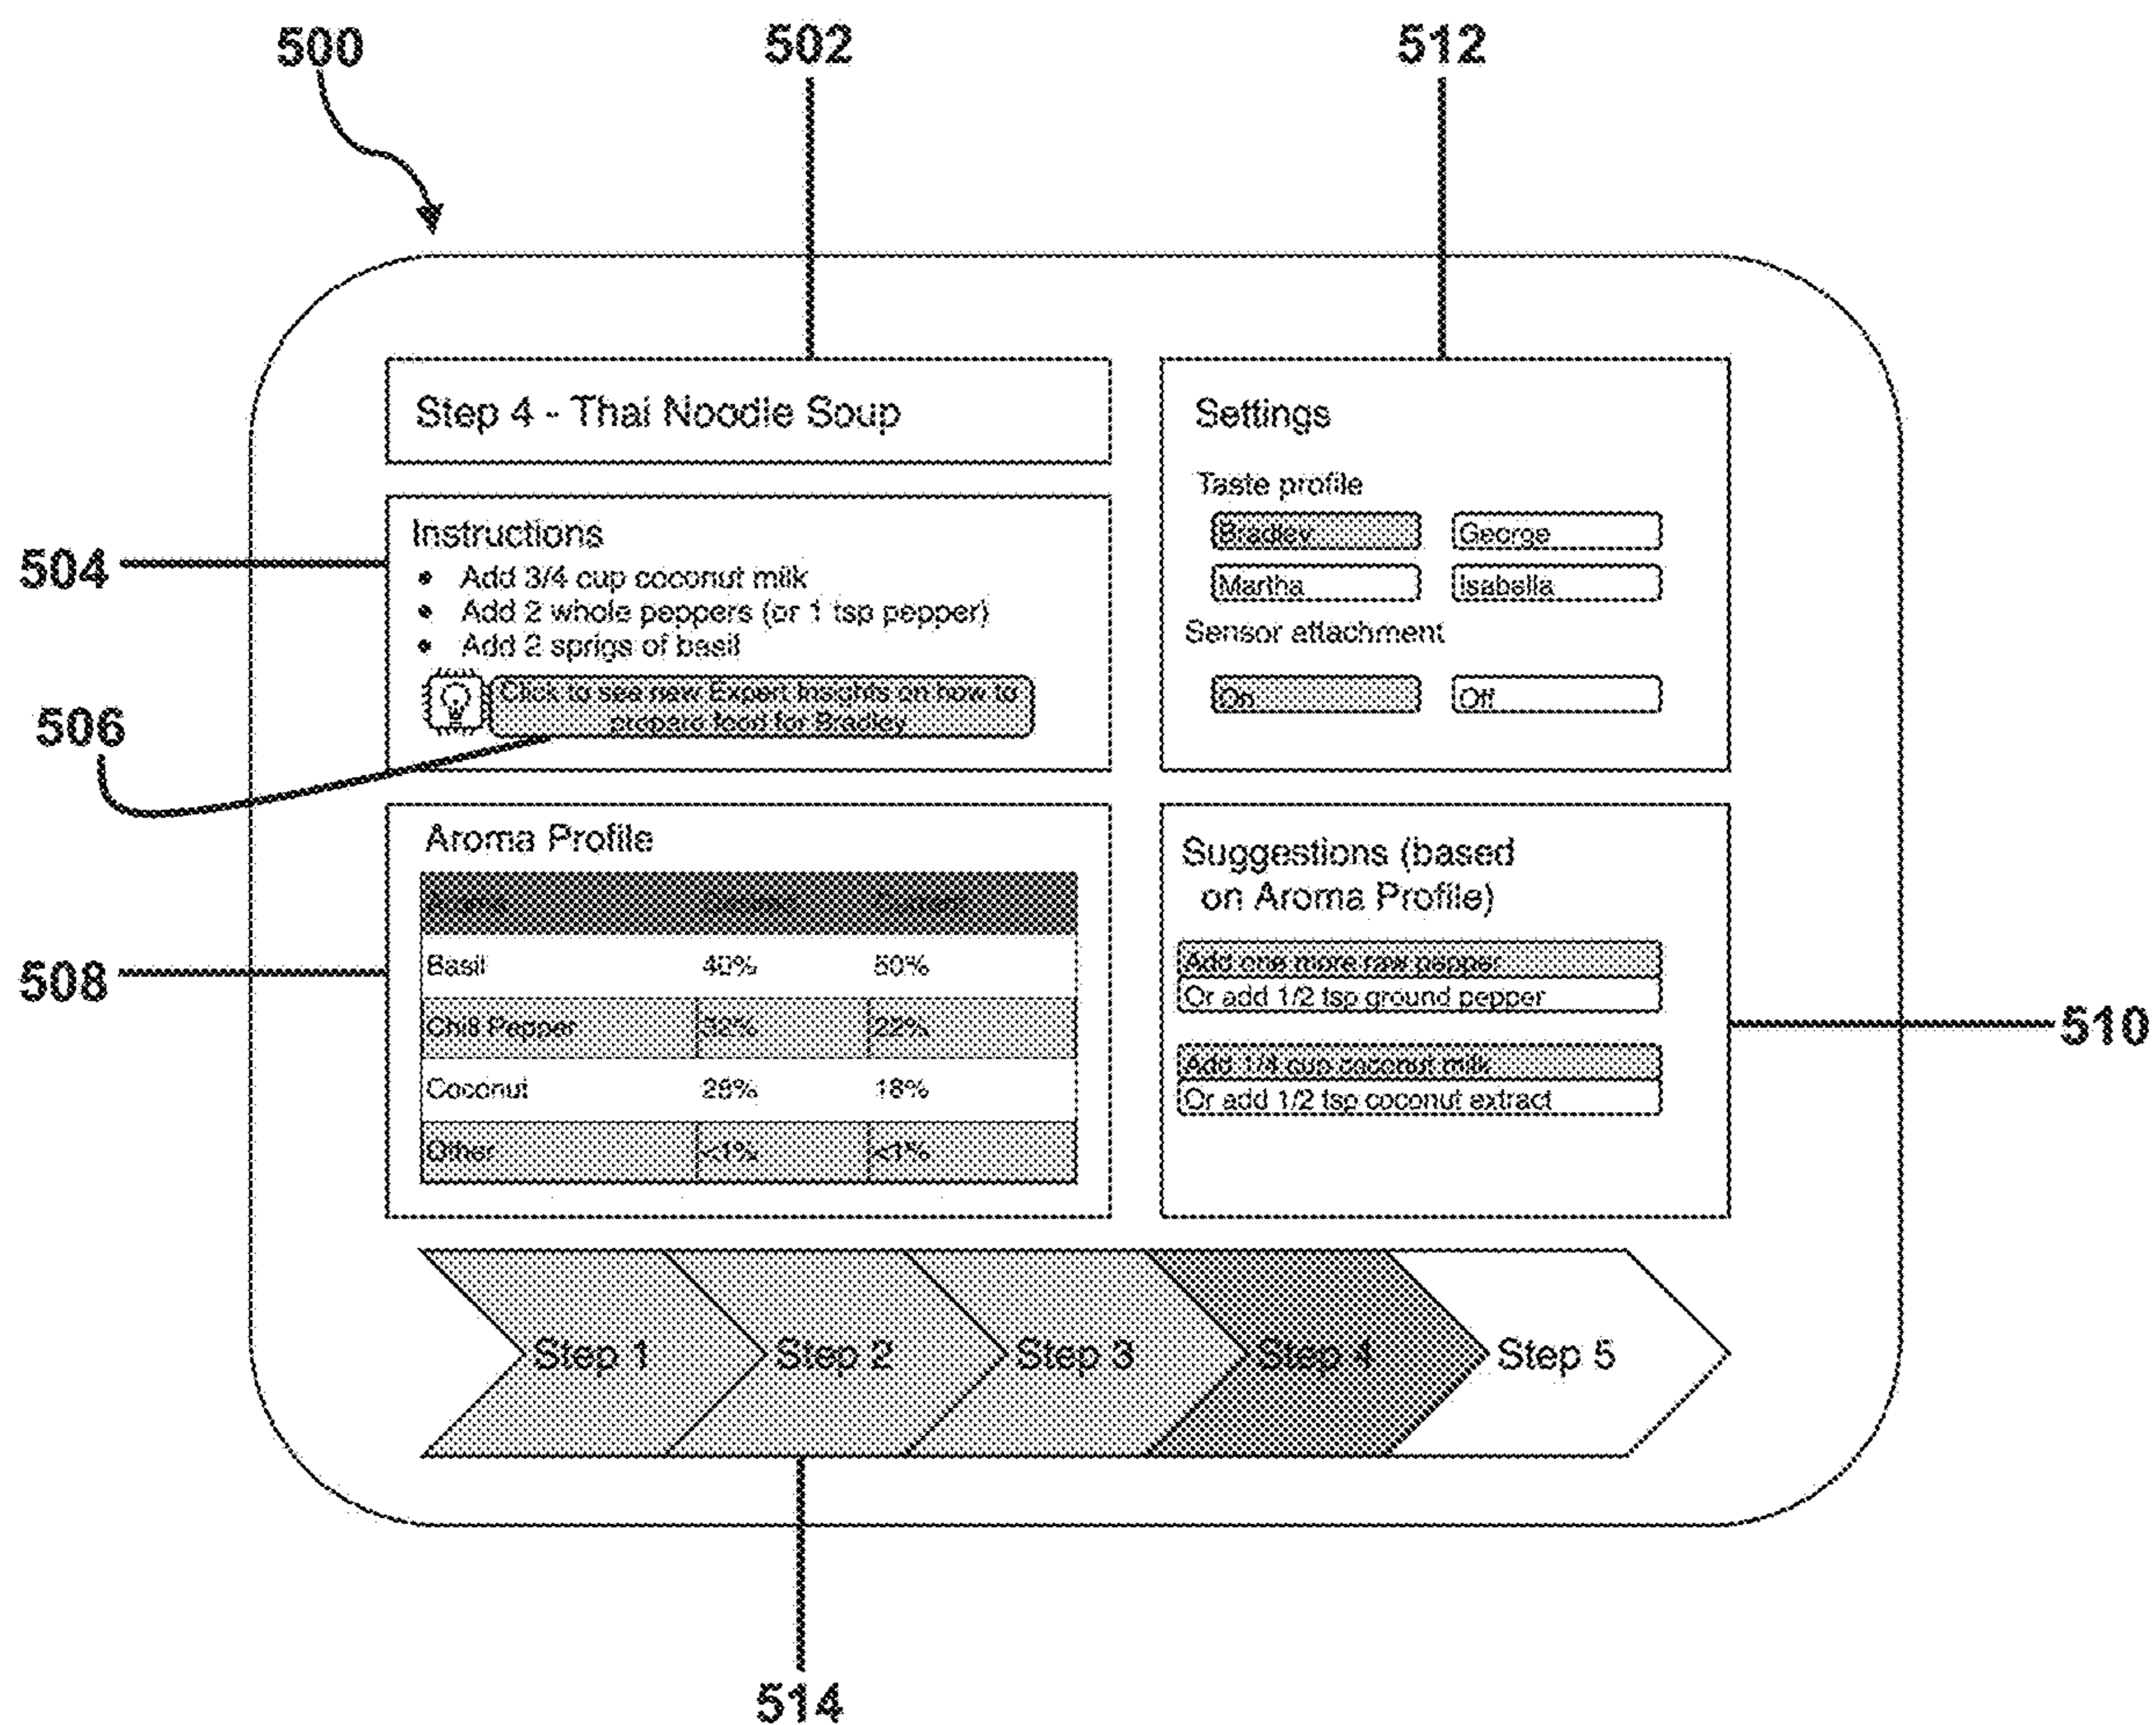 500
502
512
Step 4 - Thai Noodle Soup
Settings
Taste profile
Bradley
George
Martha
Isabella
Sensor attachment
On
Off
504
Instructions
• Add 3/4 cup coconut milk
• Add 2 whole peppers (or 1 tsp pepper)
• Add 2 sprigs of basil
Click to see new Expert Insights on how to
prepare food for Bradley
506
Aroma Profile
Aroma
Basil 40% 50%
Chili Pepper 32% 22%
Coconut 28% 18%
Other <1% <1%
508
Suggestions (based
on Aroma Profile)
Add one more raw pepper
Or add 1/2 tsp ground pepper
Add 1/4 cup coconut milk
Or add 1/2 tsp coconut extract
510
Step 1
Step 2
Step 3
Step 4
Step 5
514